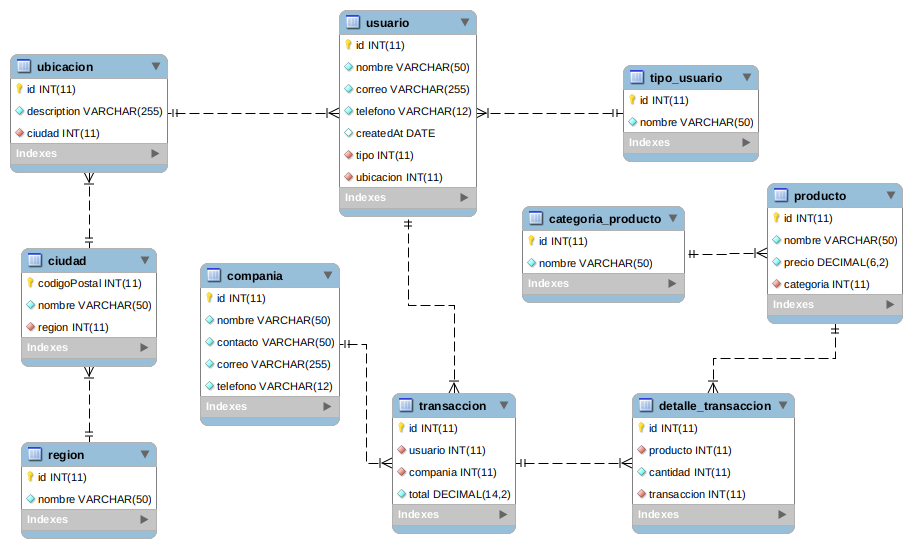 usuario
id INT(11)
nombre VARCHAR(50)
correo VARCHAR(255)
telefono VARCHAR(12)
createdAt DATE
tipo INT(11)
ubicacion INT(11)
Indexes
ubicacion
id INT(11)
description VARCHAR(255)
ciudad INT(11)
Indexes
tipo_usuario
id INT(11)
nombre VARCHAR(50)
Indexes
categoria_producto
id INT(11)
nombre VARCHAR(50)
Indexes
producto
id INT(11)
nombre VARCHAR(50)
precio DECIMAL(6,2)
categoria INT(11)
Indexes
ciudad
codigoPostal INT(11)
nombre VARCHAR(50)
region INT(11)
Indexes
compania
id INT(11)
nombre VARCHAR(50)
contacto VARCHAR(50)
correo VARCHAR(255)
telefono VARCHAR(12)
Indexes
region
id INT(11)
nombre VARCHAR(50)
Indexes
transaccion
id INT(11)
usuario INT(11)
compania INT(11)
total DECIMAL(14,2)
Indexes
detalle_transaccion
id INT(11)
producto INT(11)
cantidad INT(11)
transaccion INT(11)
Indexes